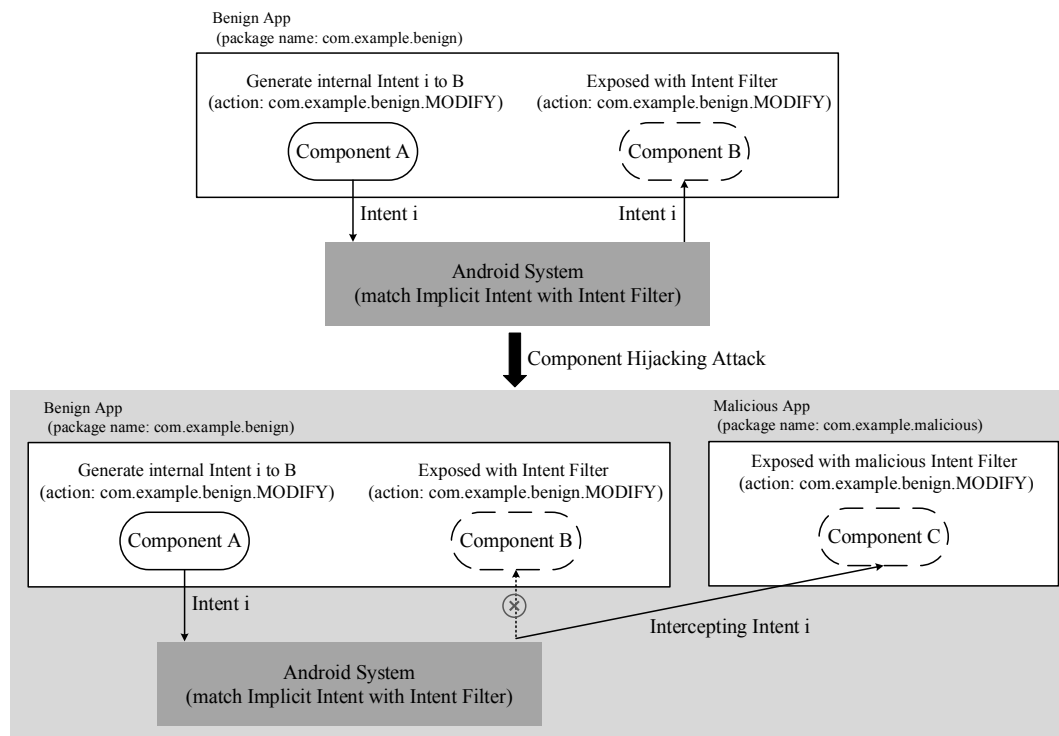 Benign App
(package name: com.example.benign)
Generate internal Intent i to B
(action: com.example.benign.MODIFY)
Component A
Exposed with Intent Filter
(action: com.example.benign.MODIFY)
Component B
Intent i
Intent i
Android System
(match Implicit Intent with Intent Filter)
Component Hijacking Attack
Benign App
(package name: com.example.benign)
Generate internal Intent i to B
(action: com.example.benign.MODIFY)
Component A
Exposed with Intent Filter
(action: com.example.benign.MODIFY)
Component B
Malicious App
(package name: com.example.malicious)
Exposed with malicious Intent Filter
(action: com.example.benign.MODIFY)
Component C
Intent i
Intercepting Intent i
Android System
(match Implicit Intent with Intent Filter)